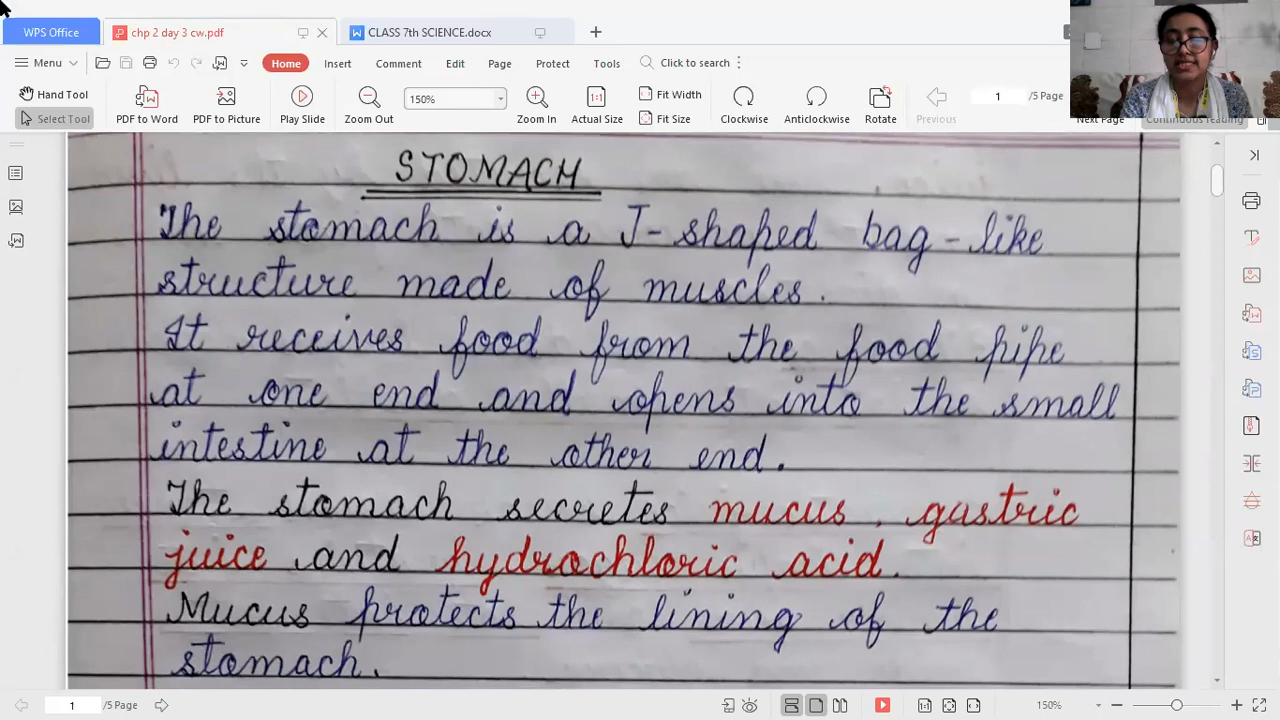 WPS Office
chp 2 day 3 cw.pdf
CLASS 7th SCIENCE.docx
Menu
Home
Insert
Comment
Edit
Page
Protect
Tools
Click to search
Hand Tool
Select Tool
PDF to Word
PDF to Picture
Play Slide
Zoom Out
150%
Zoom In
Actual Size
Fit Width
Fit Size
Clockwise
Anticlockwise
Rotate
Previous
1 /5 Page
Next Page
Continuous reading
STOMACH
The stomach is a J-shaped bag-like
structure made of muscles.
It receives food from the food pipe
at one end and opens into the small
intestine at the other end.
The stomach secretes mucus, gastric
juice and hydrochloric acid.
Mucus protects the lining of the
stomach.
1 /5 Page
150%